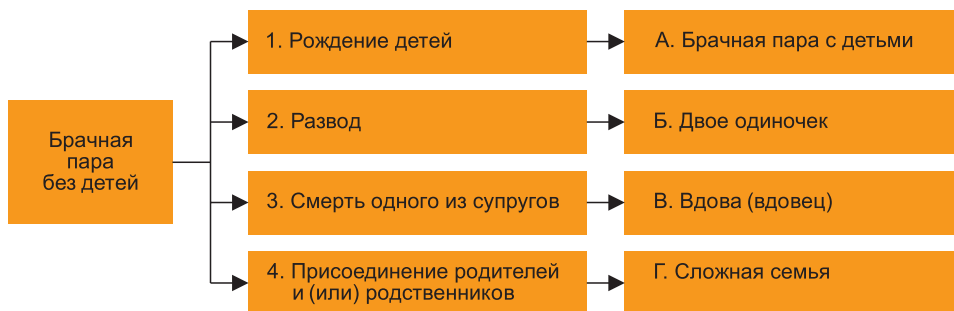 Брачная
пара
без детей
1. Рождение детей
А. Брачная пара с детьми
2. Развод
Б. Двое одиночек
3. Смерть одного из супругов
В. Вдова (вдовец)
4. Присоединение родителей
и (или) родственников
Г. Сложная семья